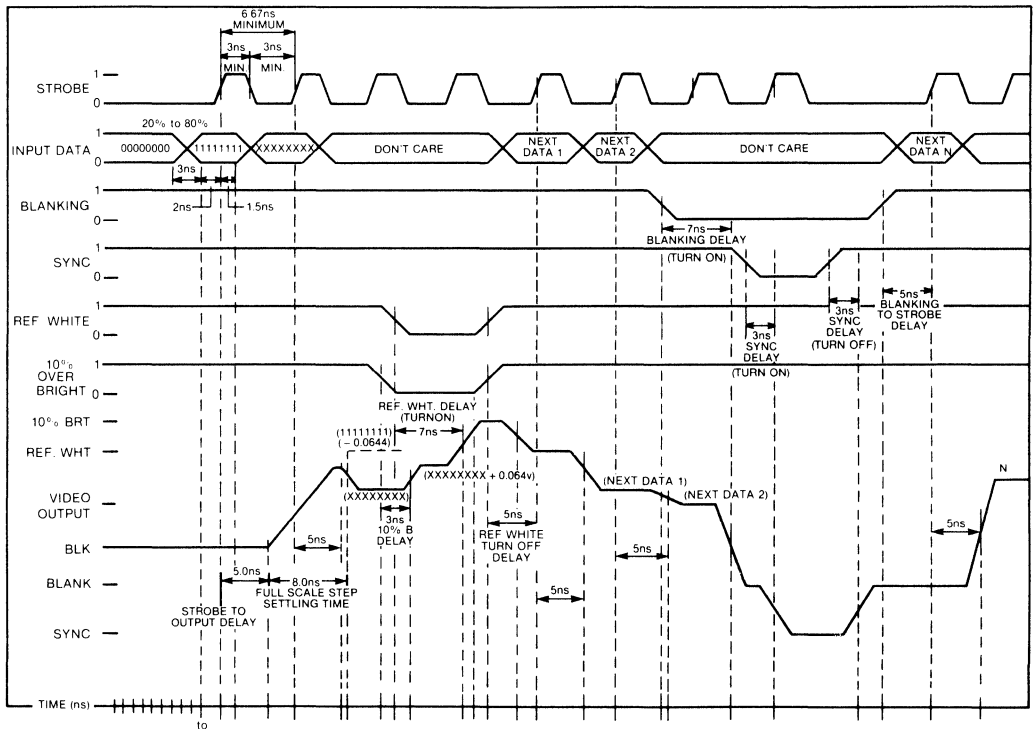 6 67ns
MINIMUM
3ns 3ns
MIN. MIN.
STROBE 1 0
20% to 80%
INPUT DATA 1 0 00000000 11111111 XXXXXXXX DON'T CARE NEXT DATA 1 NEXT DATA 2 DON'T CARE NEXT DATA N
3ns
2ns 1.5ns
BLANKING 1 0
7ns
BLANKING DELAY
(TURN ON)
SYNC 1 0
3ns
SYNC
DELAY
(TURN ON)
3ns
SYNC
DELAY
(TURN OFF)
5ns
BLANKING
TO STROBE
DELAY
REF WHITE 1 0
10%
OVER
BRIGHT 1 0
REF. WHT. DELAY
(TURNON)
7ns
10% BRT
REF. WHT
(11111111)
(- 0.0644)
(XXXXXXXX)
(XXXXXXXX + 0.064v)
3ns
10% B
DELAY
5ns
REF WHITE
TURN OFF
DELAY
(NEXT DATA 1)
(NEXT DATA 2)
N
VIDEO
OUTPUT
5ns
5ns
5ns
5ns
BLK
5.0ns
8.0ns
FULL SCALE STEP
SETTLING TIME
BLANK
STROBE TO
OUTPUT DELAY
SYNC
TIME (ns)
to